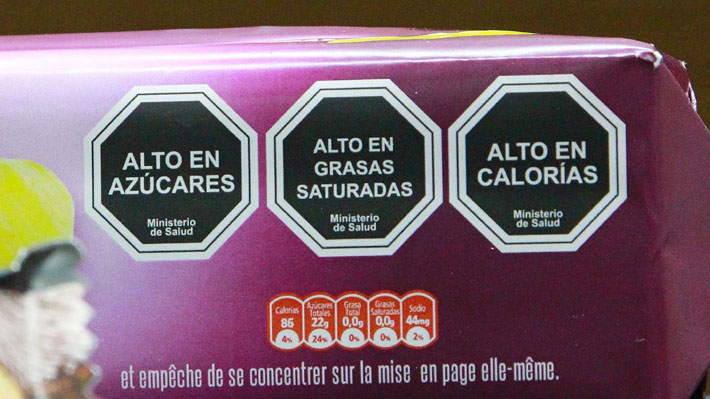 ALTO EN
AZÚCARES
Ministerio
de Salud
ALTO EN
GRASAS
SATURADAS
Ministerio
de Salud
ALTO EN
CALORÍAS
Ministerio
de Salud
Calorías
86
4%
Azúcares
Totales
22g
24%
Grasa
Total
0,0g
0%
Grasas
Saturadas
0,0g
0%
Sodio
44mg
2%
et empêche de se concentrer sur la mise en page elle-même.